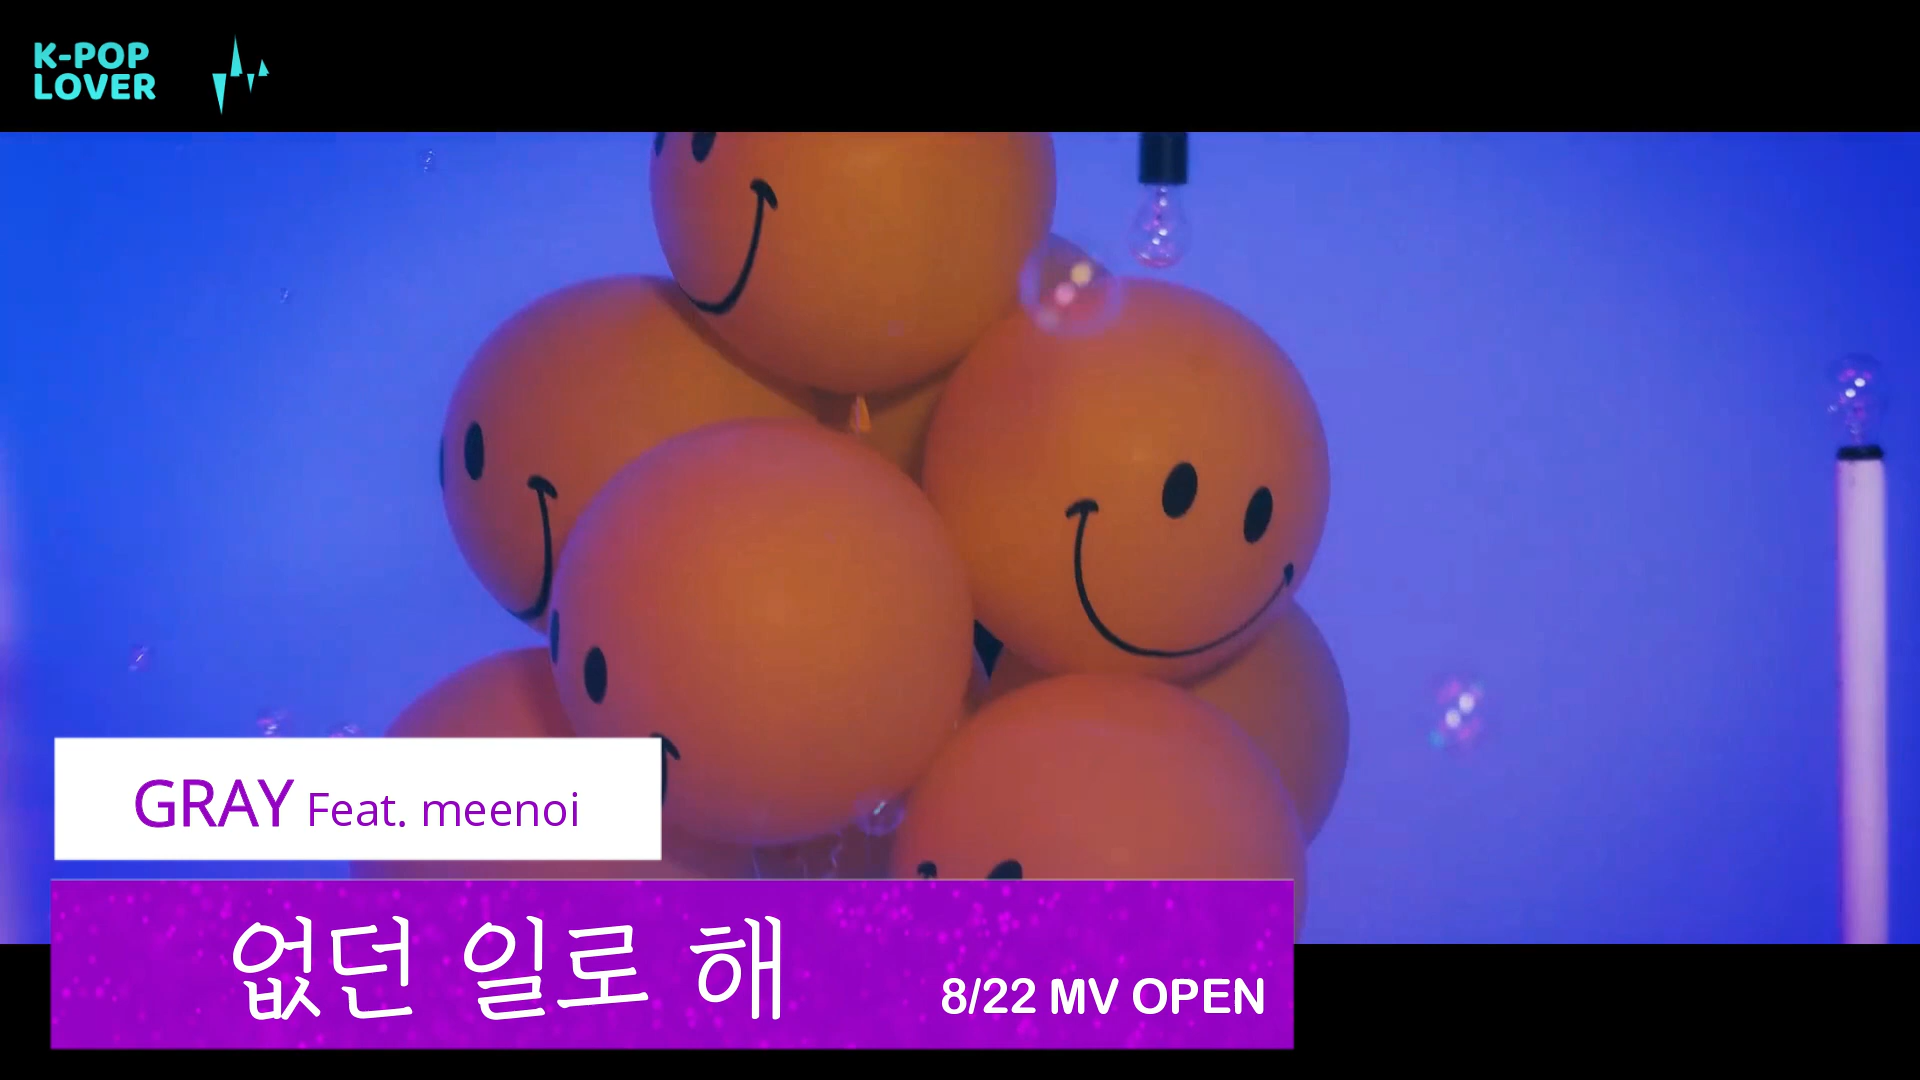 K-POP
LOVER
GRAY Feat. meenoi
없던 일로 해
8/22 MV OPEN